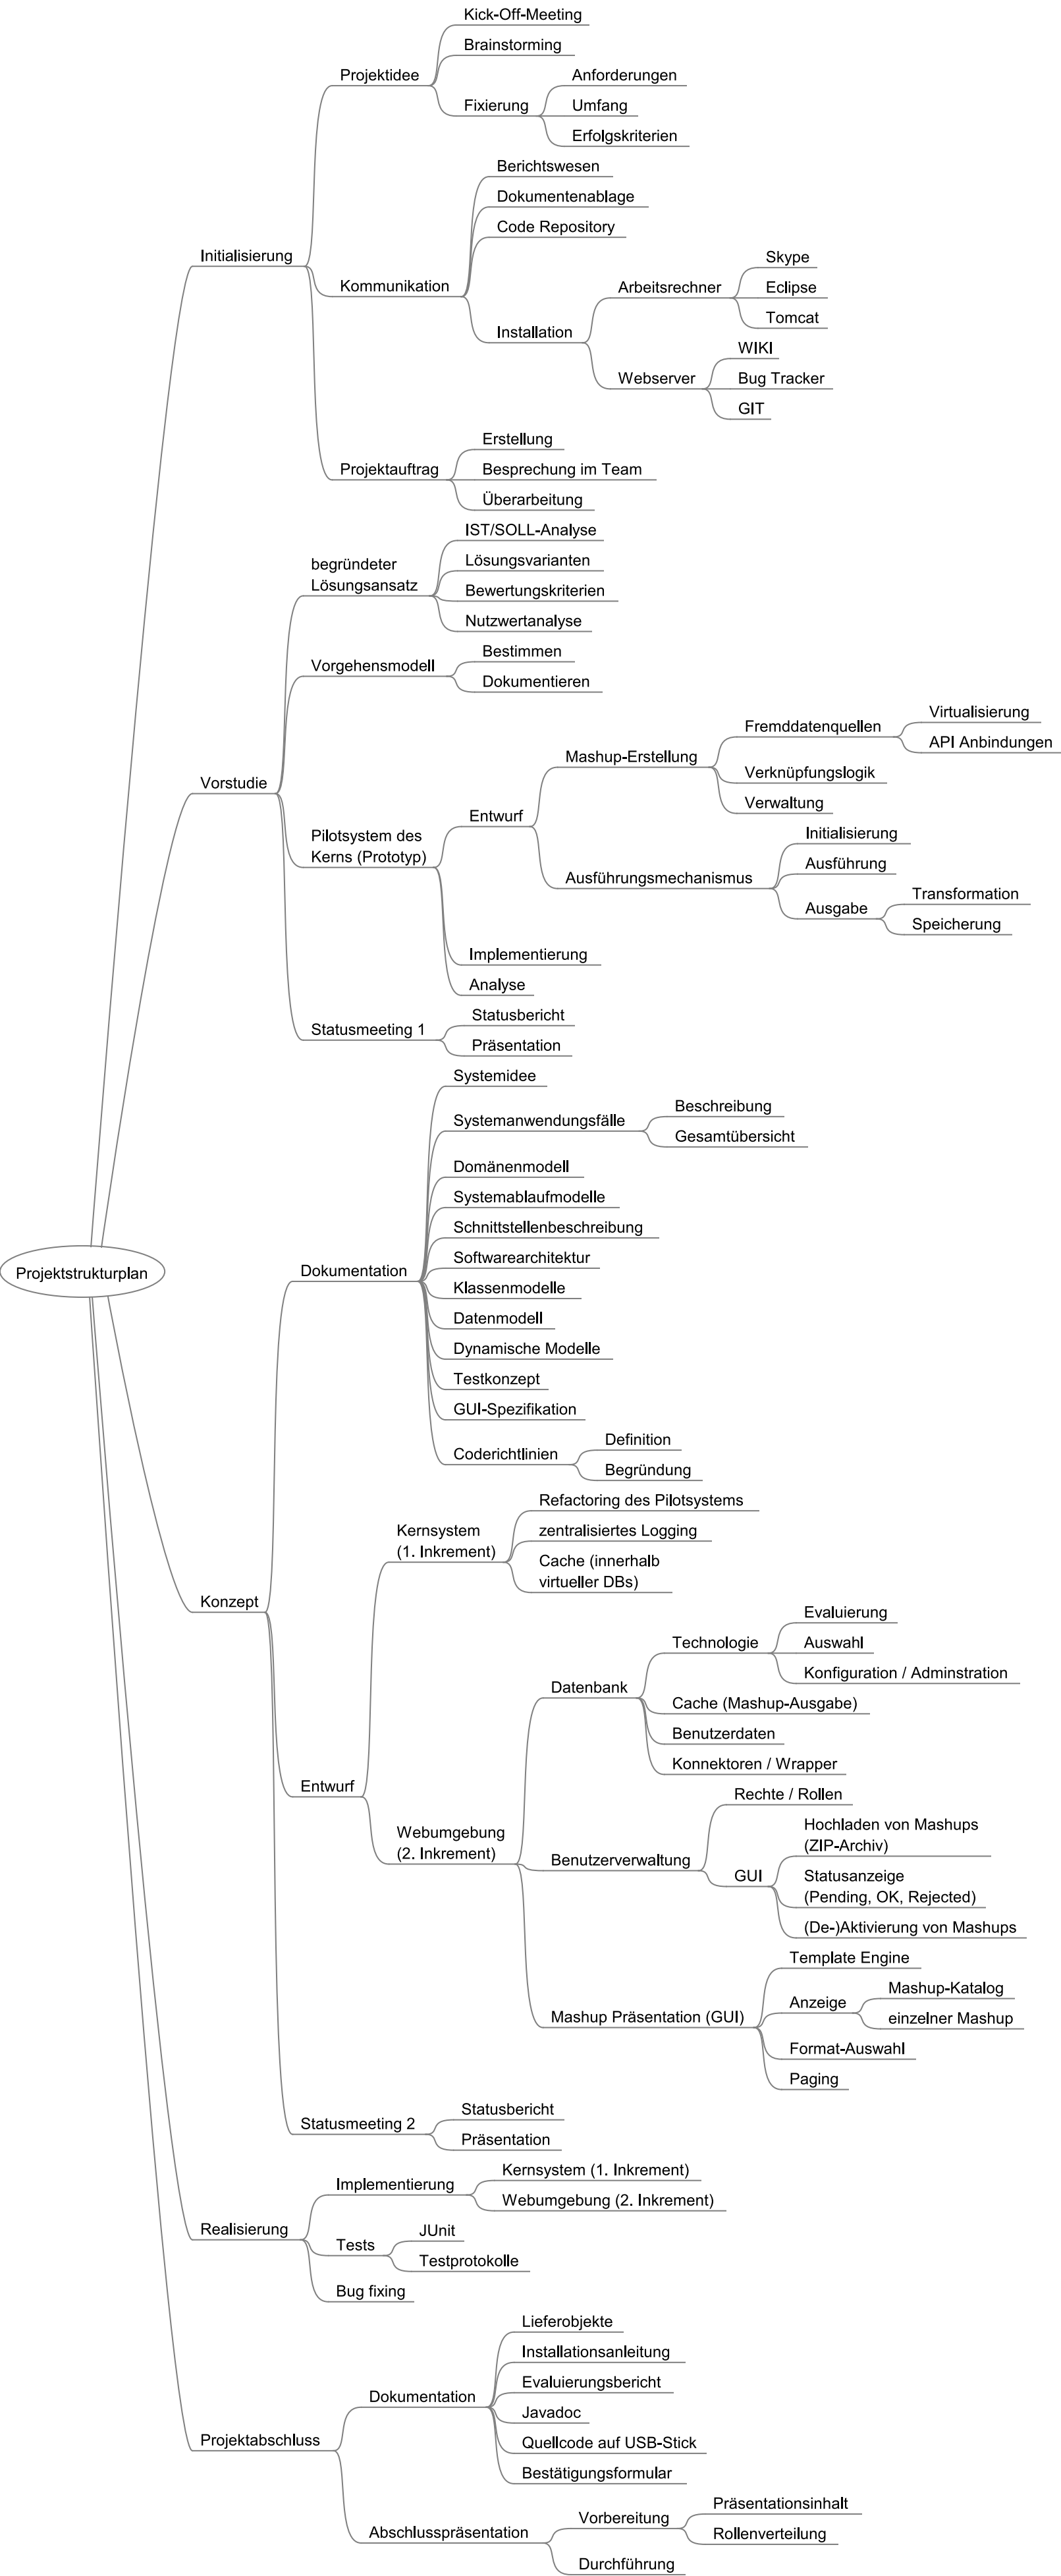 Kick-Off-Meeting
Brainstorming
Projektidee
Anforderungen
Fixierung
Umfang
Erfolgskriterien
Berichtswesen
Dokumentenablage
Code Repository
Initialisierung
Skype
Kommunikation
Arbeitsrechner
Eclipse
Tomcat
Installation
WIKI
Webserver
Bug Tracker
GIT
Erstellung
Projektauftrag
Besprechung im Team
Überarbeitung
IST/SOLL-Analyse
begründeter
Lösungsansatz
Lösungsvarianten
Bewertungskriterien
Nutzwertanalyse
Bestimmen
Vorgehensmodell
Dokumentieren
Virtualisierung
Fremddatenquellen
API Anbindungen
Mashup-Erstellung
Verknüpfungslogik
Vorstudie
Verwaltung
Entwurf
Initialisierung
Pilotsystem des
Kerns (Prototyp)
Ausführung
Ausführungsmechanismus
Transformation
Ausgabe
Speicherung
Implementierung
Analyse
Statusbericht
Statusmeeting 1
Präsentation
Systemidee
Beschreibung
Systemanwendungsfälle
Gesamtübersicht
Domänenmodell
Systemablaufmodelle
Schnittstellenbeschreibung
Softwarearchitektur
Projektstrukturplan
Dokumentation
Klassenmodelle
Datenmodell
Dynamische Modelle
Testkonzept
GUI-Spezifikation
Definition
Coderichtlinien
Begründung
Refactoring des Pilotsystems
Kernsystem
(1. Inkrement)
zentralisiertes Logging
Cache (innerhalb
virtueller DBs)
Konzept
Evaluierung
Technologie
Auswahl
Konfiguration / Adminstration
Datenbank
Cache (Mashup-Ausgabe)
Benutzerdaten
Konnektoren / Wrapper
Entwurf
Rechte / Rollen
Webumgebung
(2. Inkrement)
Hochladen von Mashups
(ZIP-Archiv)
Benutzerverwaltung
GUI
Statusanzeige
(Pending, OK, Rejected)
(De-)Aktivierung von Mashups
Template Engine
Mashup-Katalog
Anzeige
einzelner Mashup
Mashup Präsentation (GUI)
Format-Auswahl
Paging
Statusbericht
Statusmeeting 2
Präsentation
Kernsystem (1. Inkrement)
Implementierung
Webumgebung (2. Inkrement)
Realisierung
JUnit
Tests
Testprotokolle
Bug fixing
Lieferobjekte
Installationsanleitung
Evaluierungsbericht
Dokumentation
Javadoc
Projektabschluss
Quellcode auf USB-Stick
Bestätigungsformular
Präsentationsinhalt
Vorbereitung
Rollenverteilung
Abschlusspräsentation
Durchführung